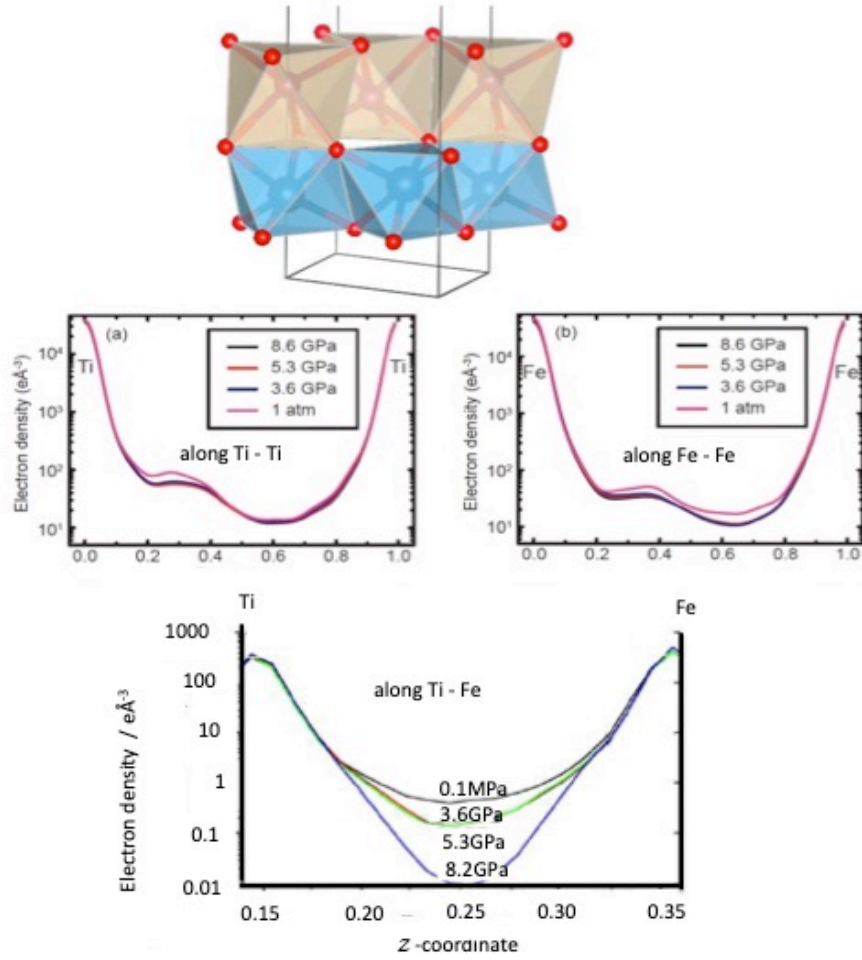 (a)
8.6 GPa
5.3 GPa
3.6 GPa
1 atm
Ti
Ti
along Ti - Ti
Electron density (eÅ⁻³)
10⁴
10³
10²
10¹
0.0 0.2 0.4 0.6 0.8 1.0
(b)
8.6 GPa
5.3 GPa
3.6 GPa
1 atm
Fe
Fe
along Fe - Fe
Electron density (eÅ⁻³)
10⁴
10³
10²
10¹
0.0 0.2 0.4 0.6 0.8 1.0
Ti
Fe
along Ti - Fe
Electron density / eÅ⁻³
1000
100
10
1
0.1
0.01
0.1MPa
3.6GPa
5.3GPa
8.2GPa
0.15 0.20 0.25 0.30 0.35
Z -coordinate